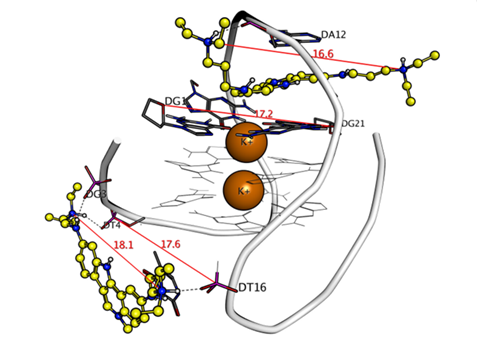 DA12
16.6
DG1
17.2
DG21
K+
K+
DG3
DT4
18.1
17.6
DT16